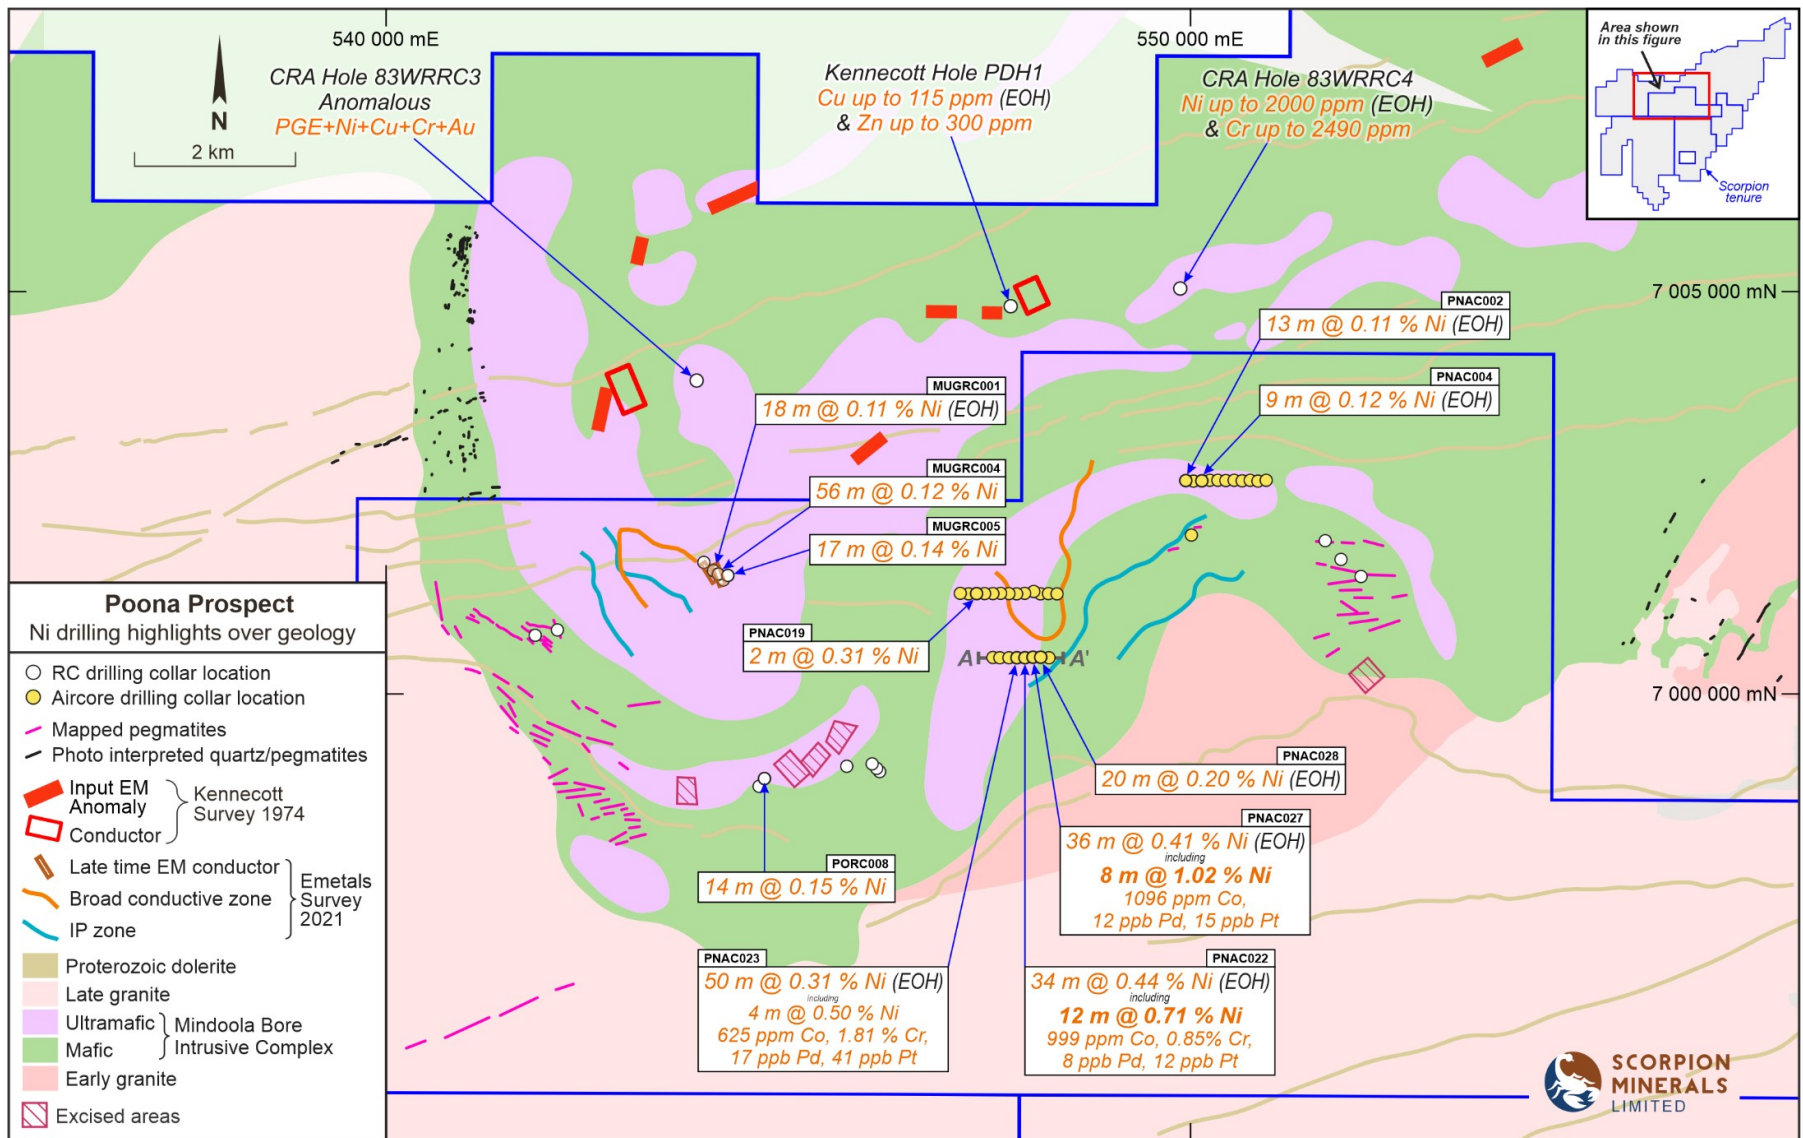 540 000 mE
550 000 mE
CRA Hole 83WRRC3
Anomalous
PGE+Ni+Cu+Cr+Au
Kennecott Hole PDH1
Cu up to 115 ppm (EOH)
& Zn up to 300 ppm
CRA Hole 83WRRC4
Ni up to 2000 ppm (EOH)
& Cr up to 2490 ppm
Area shown
in this figure
Scorpion
tenure
N
2 km
7 005 000 mN
PNAC002
13 m @ 0.11 % Ni (EOH)
PNAC004
9 m @ 0.12 % Ni (EOH)
MUGRC001
18 m @ 0.11 % Ni (EOH)
MUGRC004
56 m @ 0.12 % Ni
MUGRC005
17 m @ 0.14 % Ni
PNAC019
2 m @ 0.31 % Ni
A A'
7 000 000 mN
PNAC028
20 m @ 0.20 % Ni (EOH)
PNAC027
36 m @ 0.41 % Ni (EOH)
including
8 m @ 1.02 % Ni
1096 ppm Co,
12 ppb Pd, 15 ppb Pt
PORC008
14 m @ 0.15 % Ni
PNAC023
50 m @ 0.31 % Ni (EOH)
including
4 m @ 0.50 % Ni
625 ppm Co, 1.81 % Cr,
17 ppb Pd, 41 ppb Pt
PNAC022
34 m @ 0.44 % Ni (EOH)
including
12 m @ 0.71 % Ni
999 ppm Co, 0.85% Cr,
8 ppb Pd, 12 ppb Pt
Poona Prospect
Ni drilling highlights over geology
RC drilling collar location
Aircore drilling collar location
Mapped pegmatites
Photo interpreted quartz/pegmatites
Input EM
Anomaly
Conductor
Kennecott
Survey 1974
Late time EM conductor
Broad conductive zone
IP zone
Emetals
Survey
2021
Proterozoic dolerite
Late granite
Ultramafic
Mafic
Mindoola Bore
Intrusive Complex
Early granite
Excised areas
SCORPION
MINERALS
LIMITED